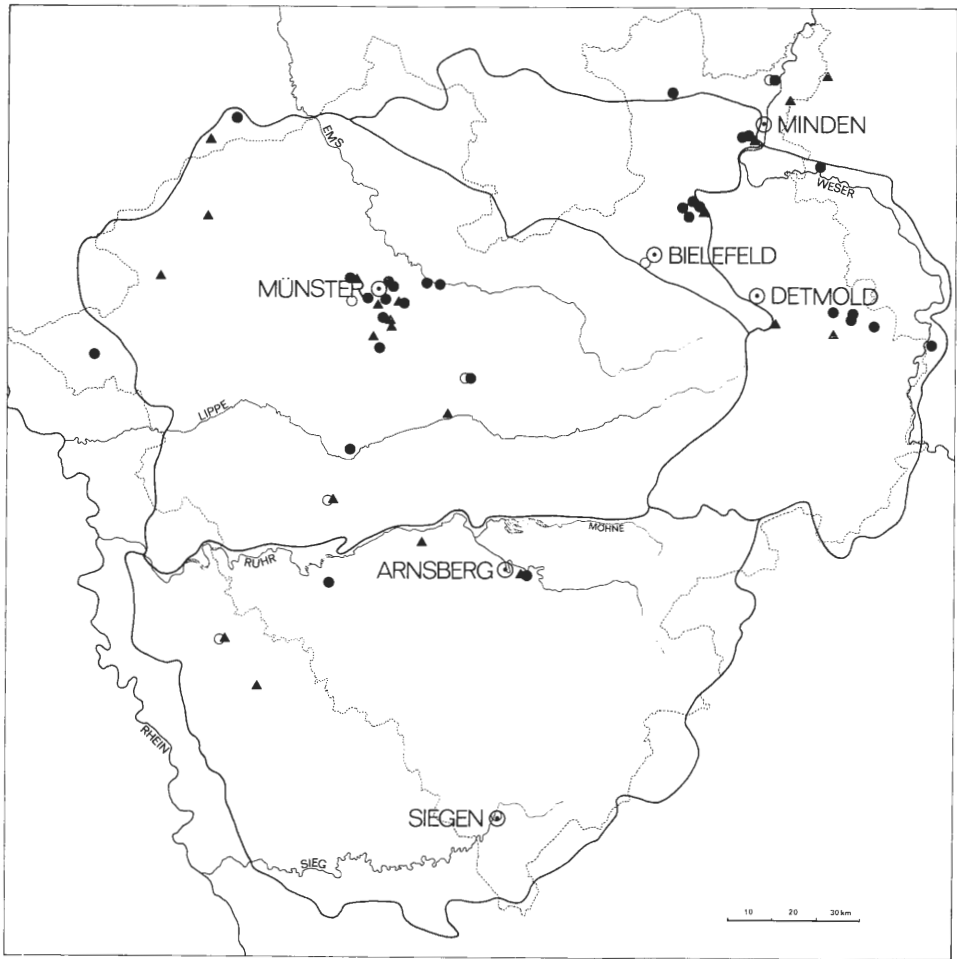 EMS
MINDEN
WESER
BIELEFELD
MÜNSTER
DETMOLD
LIPPE
MÖHNE
RUHR
ARNSBERG
RHEIN
SIEGEN
SIEG
10 20 30 km